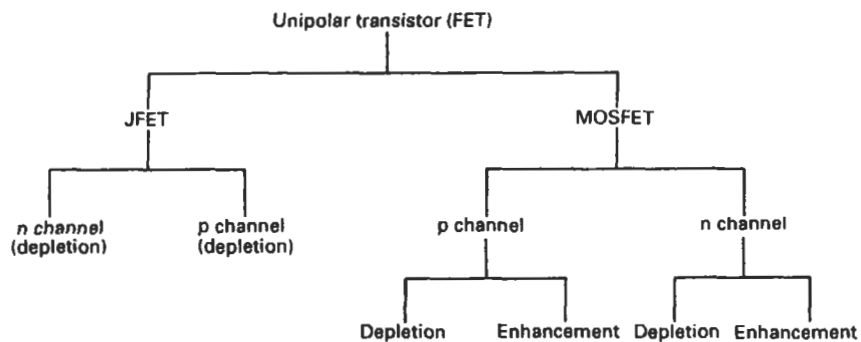 Unipolar transistor (FET)
JFET
MOSFET
n channel
(depletion)
p channel
(depletion)
p channel
n channel
Depletion
Enhancement
Depletion
Enhancement